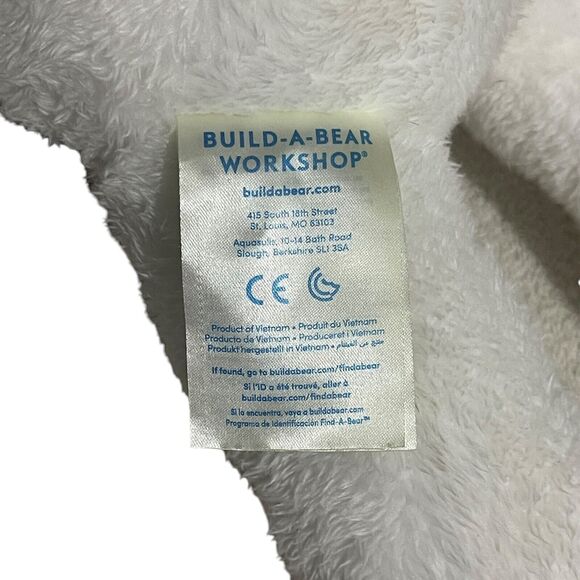 BUILD-A-BEAR
WORKSHOP®
buildabear.com
415 South 18th Street
St. Louis, MO 63103
Aquasulis, 10-14 Bath Road
Slough, Berkshire SL1 3SA
CE
Product of Vietnam • Produit du Vietnam
Producto de Vietnam • Produceret i Vietnam
Produkt hergestellt in Vietnam • منتج من الفيتنام
If found, go to buildabear.com/findabear
Si l'ID a été trouvé, aller à
buildabear.com/findabear
Si lo encuentra, vaya a buildabear.com
Programa de Identificación Find-A-Bear™